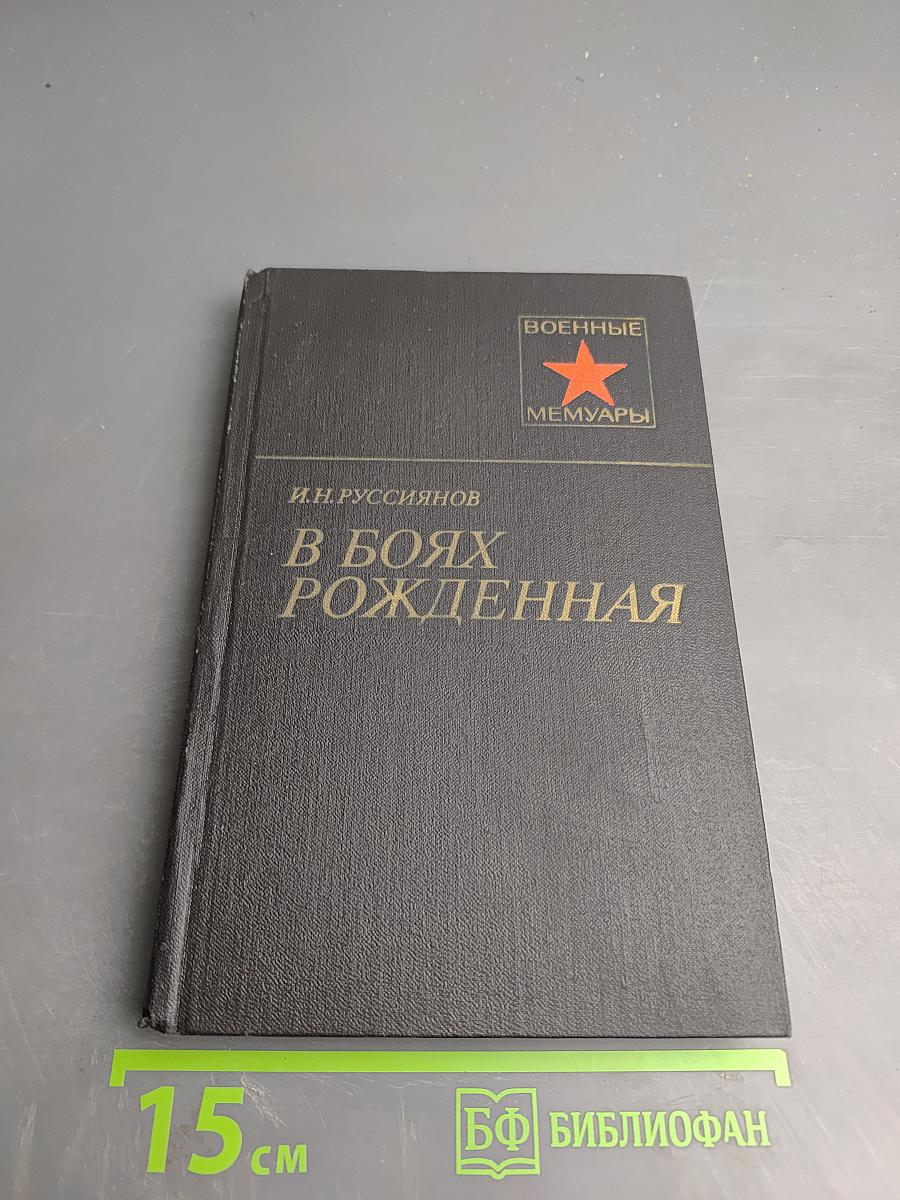 ВОЕННЫЕ
МЕМУАРЫ
И.Н. РУССИЯНОВ
В БОЯХ
РОЖДЕННАЯ
15 см
БФ БИБЛИОФАН